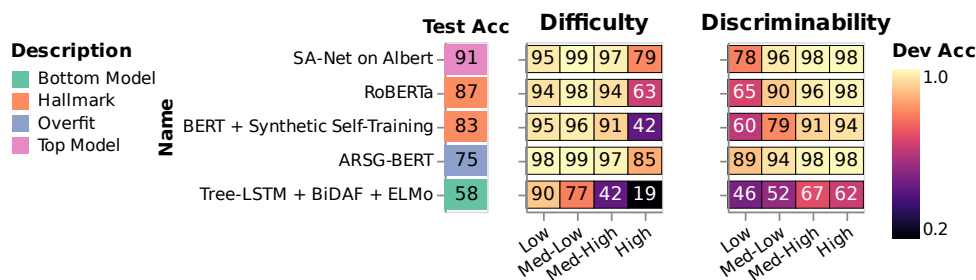 Test Acc Difficulty Discriminability
Description
Bottom Model
Hallmark
Overfit
Top Model
Name
SA-Net on Albert 91 95 99 97 79 78 96 98 98
RoBERTa 87 94 98 94 63 65 90 96 98
BERT + Synthetic Self-Training 83 95 96 91 42 60 79 91 94
ARSG-BERT 75 98 99 97 85 89 94 98 98
Tree-LSTM + BiDAF + ELMo 58 90 77 42 19 46 52 67 62
Low Med-Low Med-High High Low Med-Low Med-High High
Dev Acc
1.0
0.2